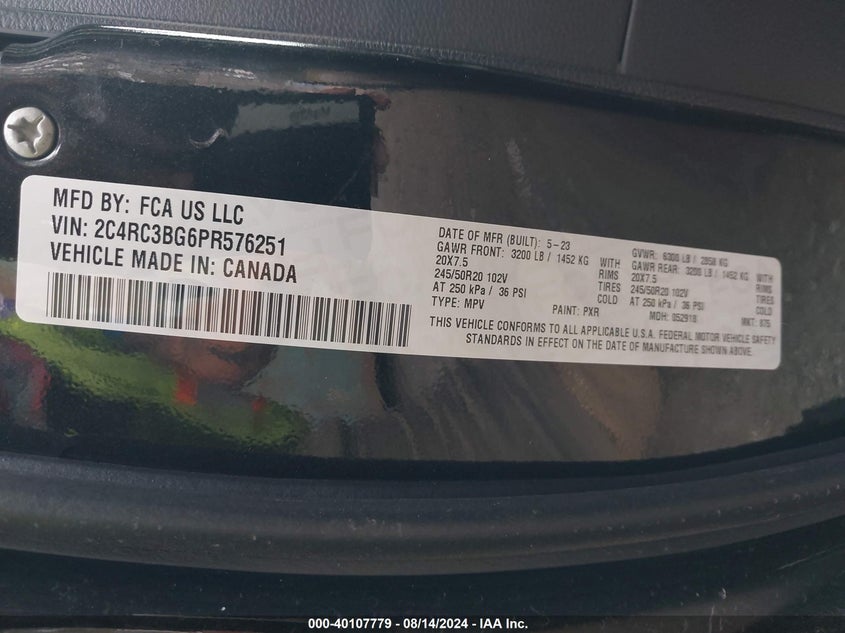 MFD BY: FCA US LLC
VIN: 2C4RC3BG6PR576251
VEHICLE MADE IN: CANADA
DATE OF MFR (BUILT): 5-23
GAWR FRONT: 3200 LB / 1452 KG WITH
20X7.5 RIMS
245/50R20 102V TIRES
AT 250 kPa / 36 PSI COLD
TYPE: MPV PAINT: PXR
GVWR: 6300 LB / 2858 KG
GAWR REAR: 3200 LB / 1452 KG WITH
20X7.5 RIMS
245/50R20 102V TIRES
AT 250 kPa / 36 PSI COLD
MDH: 052918 MKT: 875
THIS VEHICLE CONFORMS TO ALL APPLICABLE U.S.A. FEDERAL MOTOR VEHICLE SAFETY
STANDARDS IN EFFECT ON THE DATE OF MANUFACTURE SHOWN ABOVE.
000-40107779 - 08/14/2024 - IAA Inc.